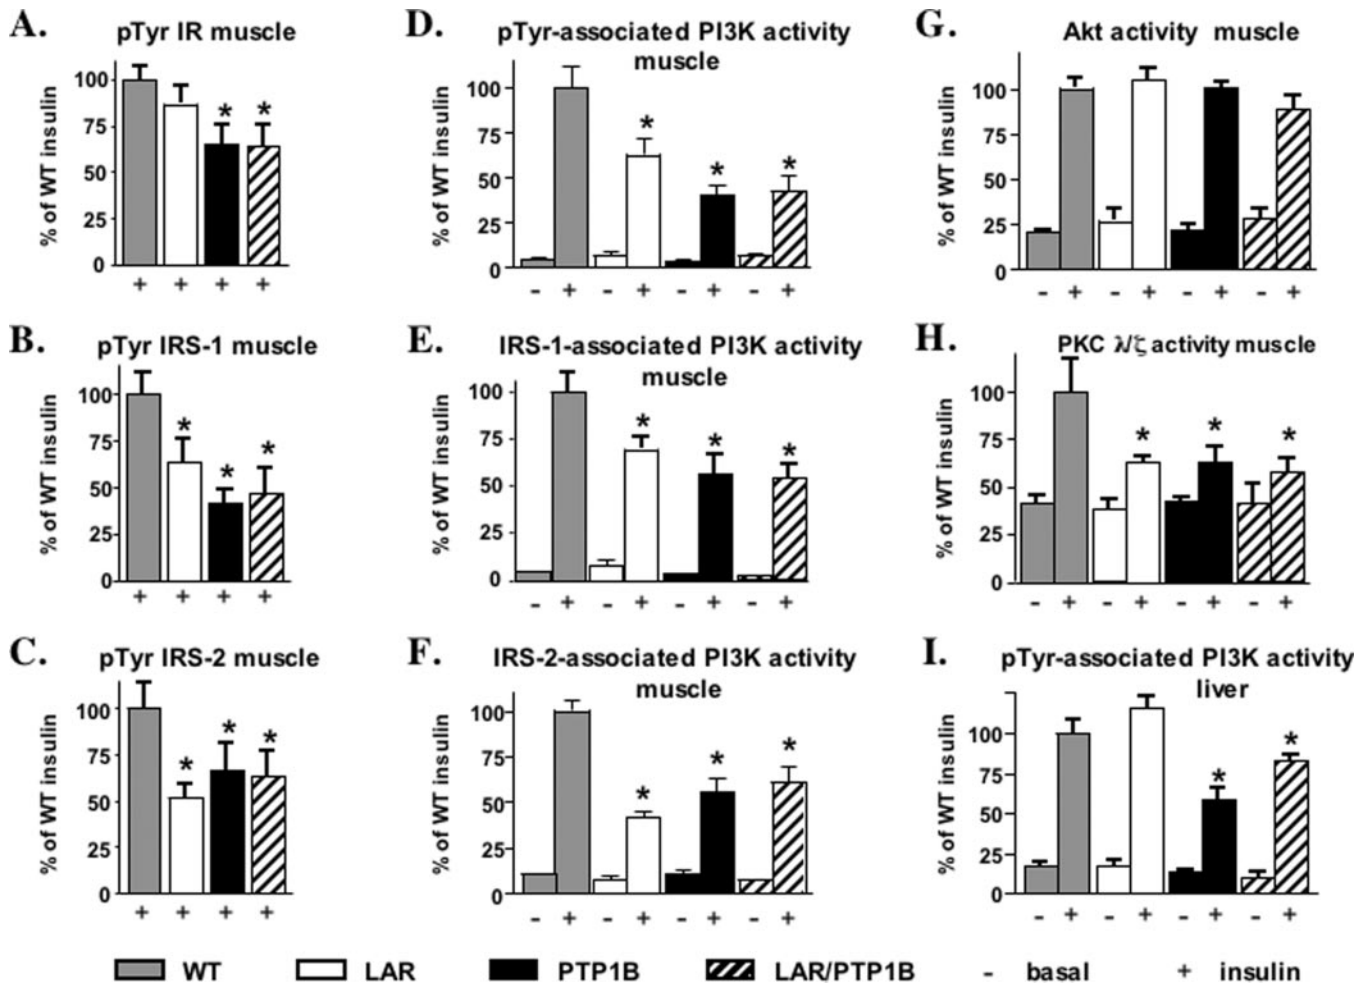 A.
pTyr IR muscle
% of WT insulin
100
75
50
25
0
+ + + +
* *
B.
pTyr IRS-1 muscle
% of WT insulin
100
75
50
25
0
+ + + +
* * *
C.
pTyr IRS-2 muscle
% of WT insulin
100
75
50
25
0
+ + + +
* * *
D.
pTyr-associated PI3K activity
muscle
% of WT insulin
100
75
50
25
0
- + - + - + - +
* * *
E.
IRS-1-associated PI3K activity
muscle
% of WT insulin
100
75
50
25
0
- + - + - + - +
* * *
F.
IRS-2-associated PI3K activity
muscle
% of WT insulin
100
75
50
25
0
- + - + - + - +
* * *
G.
Akt activity muscle
% of WT insulin
100
75
50
25
0
- + - + - + - +
H.
PKC λ/ζ activity muscle
% of WT insulin
100
75
50
25
0
- + - + - + - +
* * *
I.
pTyr-associated PI3K activity
liver
% of WT insulin
100
75
50
25
0
- + - + - + - +
* *
WT
LAR
PTP1B
LAR/PTP1B
- basal
+ insulin